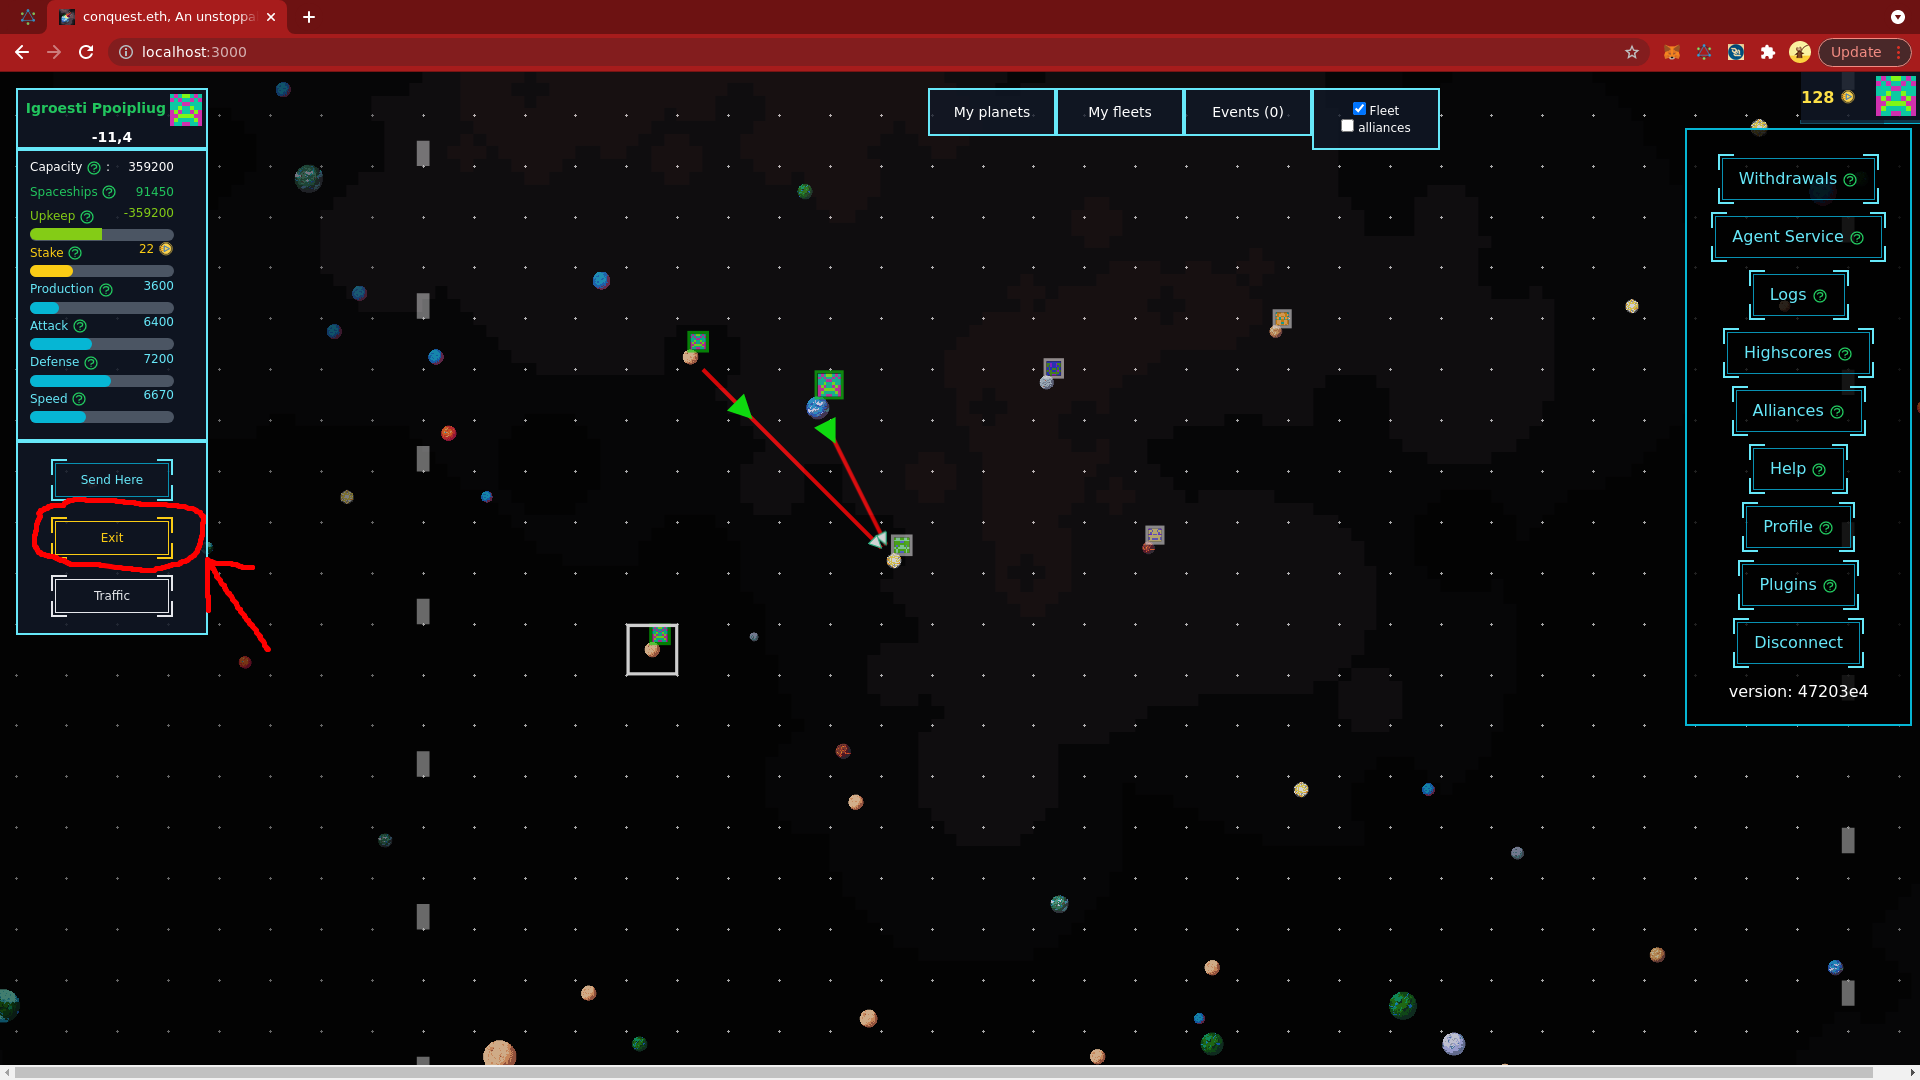 conquest.eth, An unstoppa
localhost:3000
Update
Igroesti Ppoipliug
-11,4
Capacity ? : 359200
Spaceships ? 91450
Upkeep ? -359200
Stake ? 22
Production ? 3600
Attack ? 6400
Defense ? 7200
Speed ? 6670
Send Here
Exit
Traffic
My planets
My fleets
Events (0)
Fleet
alliances
128
Withdrawals ?
Agent Service ?
Logs ?
Highscores ?
Alliances ?
Help ?
Profile ?
Plugins ?
Disconnect
version: 47203e4